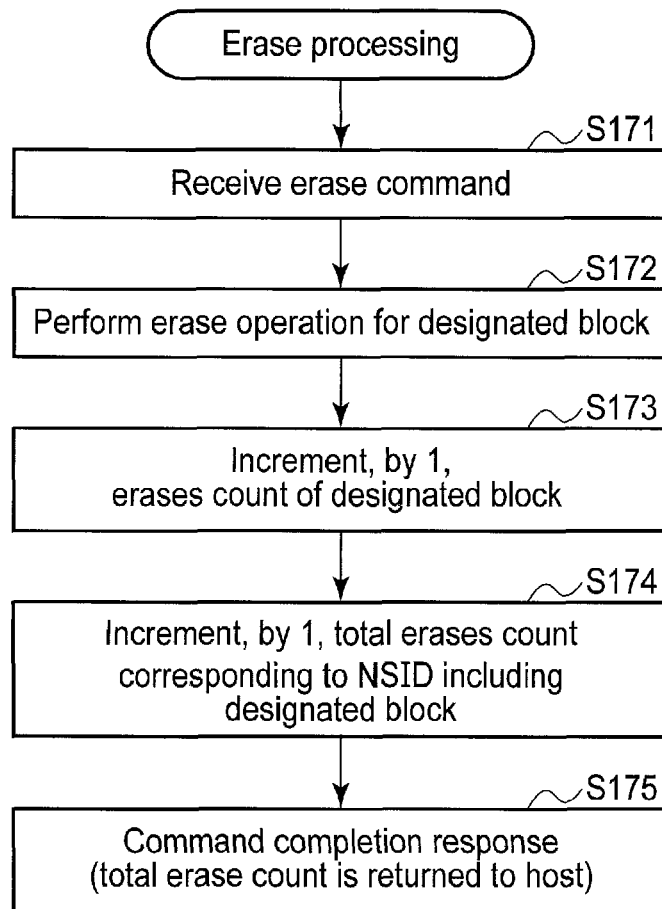 Erase processing
S171
Receive erase command
S172
Perform erase operation for designated block
S173
Increment, by 1,
erases count of designated block
S174
Increment, by 1, total erases count
corresponding to NSID including
designated block
S175
Command completion response
(total erase count is returned to host)